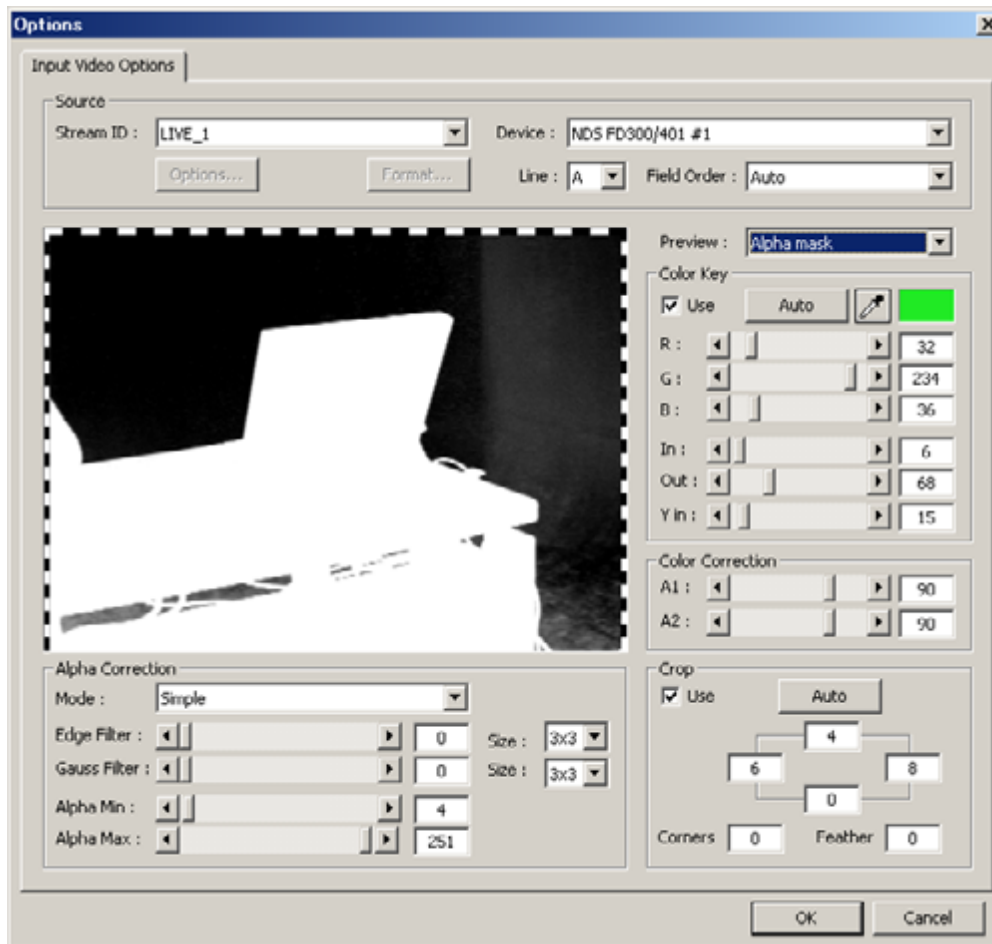 Options
Input Video Options
Source
Stream ID : LIVE_1 Device : NDS FD300/401 #1
Options... Format... Line : A Field Order : Auto
Preview : Alpha mask
Color Key
Use Auto
R : 32
G : 234
B : 36
In : 6
Out : 68
Y in : 15
Color Correction
A1 : 90
A2 : 90
Alpha Correction
Mode : Simple
Edge Filter : 0 Size : 3x3
Gauss Filter : 0 Size : 3x3
Alpha Min : 4
Alpha Max : 251
Crop
Use Auto
4
6 8
0
Corners 0 Feather 0
OK Cancel